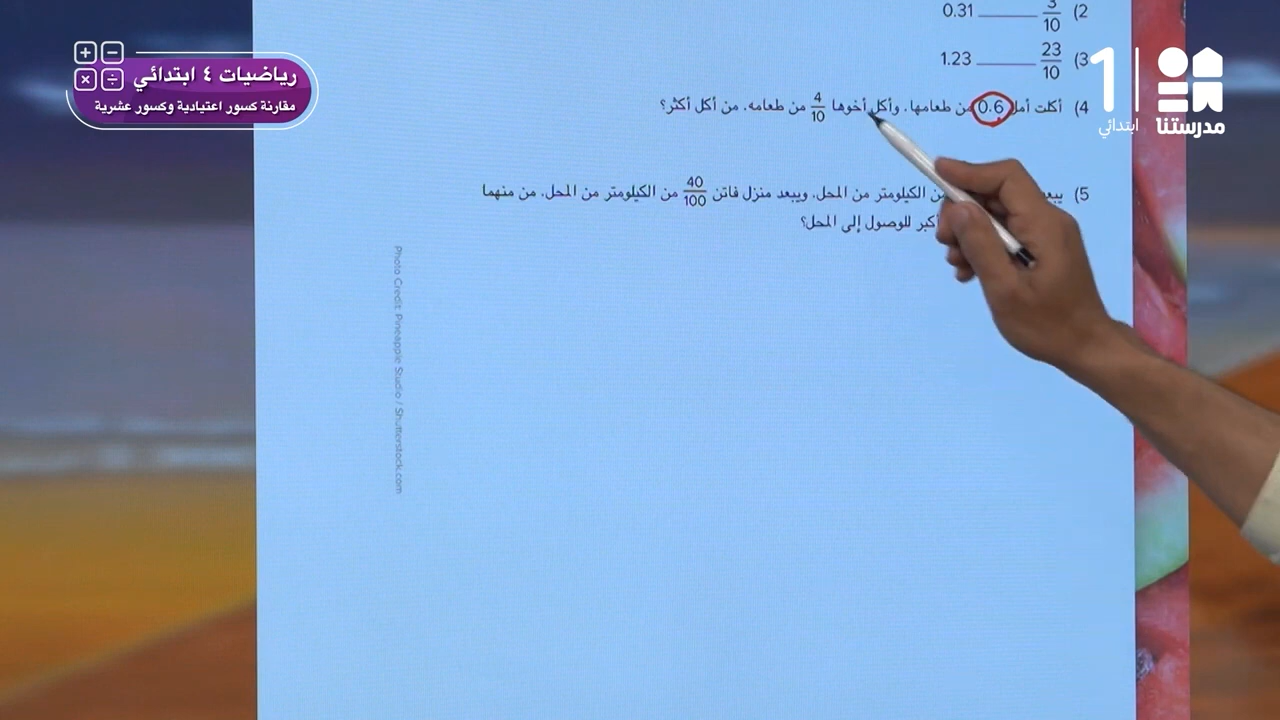 رياضيات ٤ ابتدائي
مقارنة كسور اعتيادية وكسور عشرية
1
ابتدائي
مدرستنا
2) 3/10 ______ 0.31
3) 23/10 ______ 1.23
4) أكلت أمل 0.6 من طعامها. وأكل أخوها 4/10 من طعامه. من أكل أكثر؟
5) من الكيلومتر من المحل. ويبعد منزل فاتن 40/100 من الكيلومتر من المحل. من منهما
أكبر للوصول إلى المحل؟
Photo Credit: Pineapple Studio / Shutterstock.com